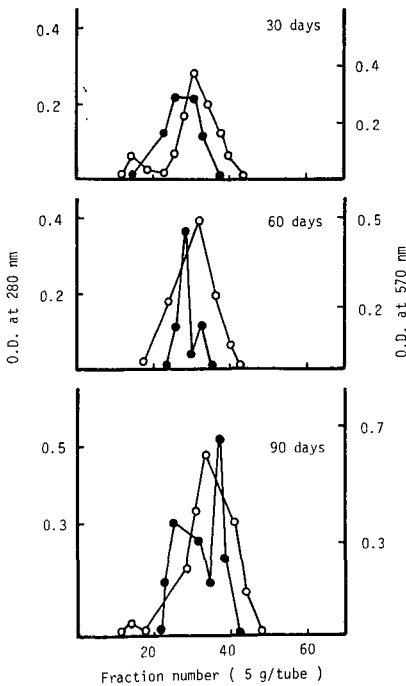 30 days
0.4
0.2
0.4
0.2
60 days
0.4
0.2
0.5
0.2
O.D. at 280 nm
O.D. at 570 nm
90 days
0.5
0.3
0.7
0.3
20 40 60
Fraction number ( 5 g/tube )